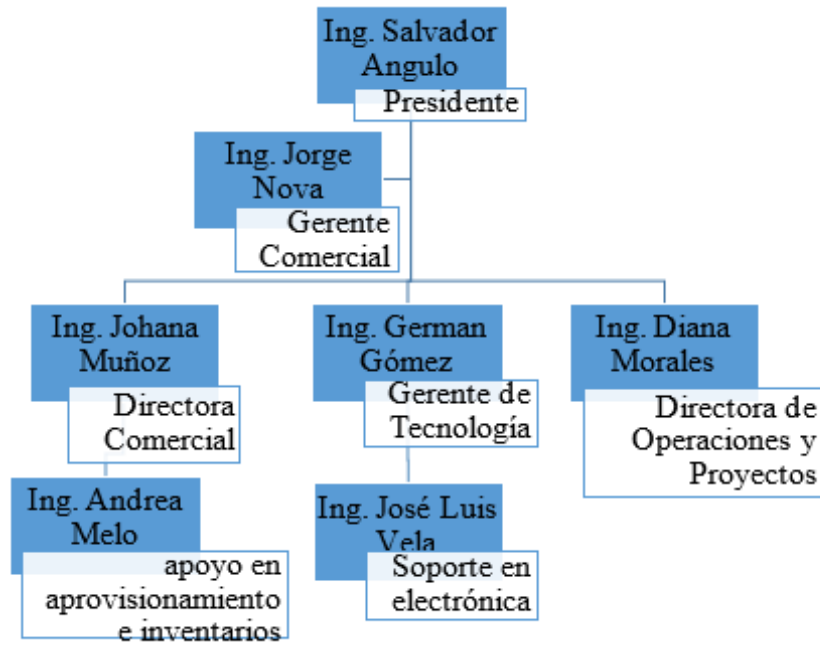 Ing. Salvador
Angulo
Presidente
Ing. Jorge
Nova
Gerente
Comercial
Ing. Johana
Muñoz
Directora
Comercial
Ing. German
Gómez
Gerente de
Tecnología
Ing. Diana
Morales
Directora de
Operaciones y
Proyectos
Ing. Andrea
Melo
apoyo en
aprovisionamiento
e inventarios
Ing. José Luis
Vela
Soporte en
electrónica